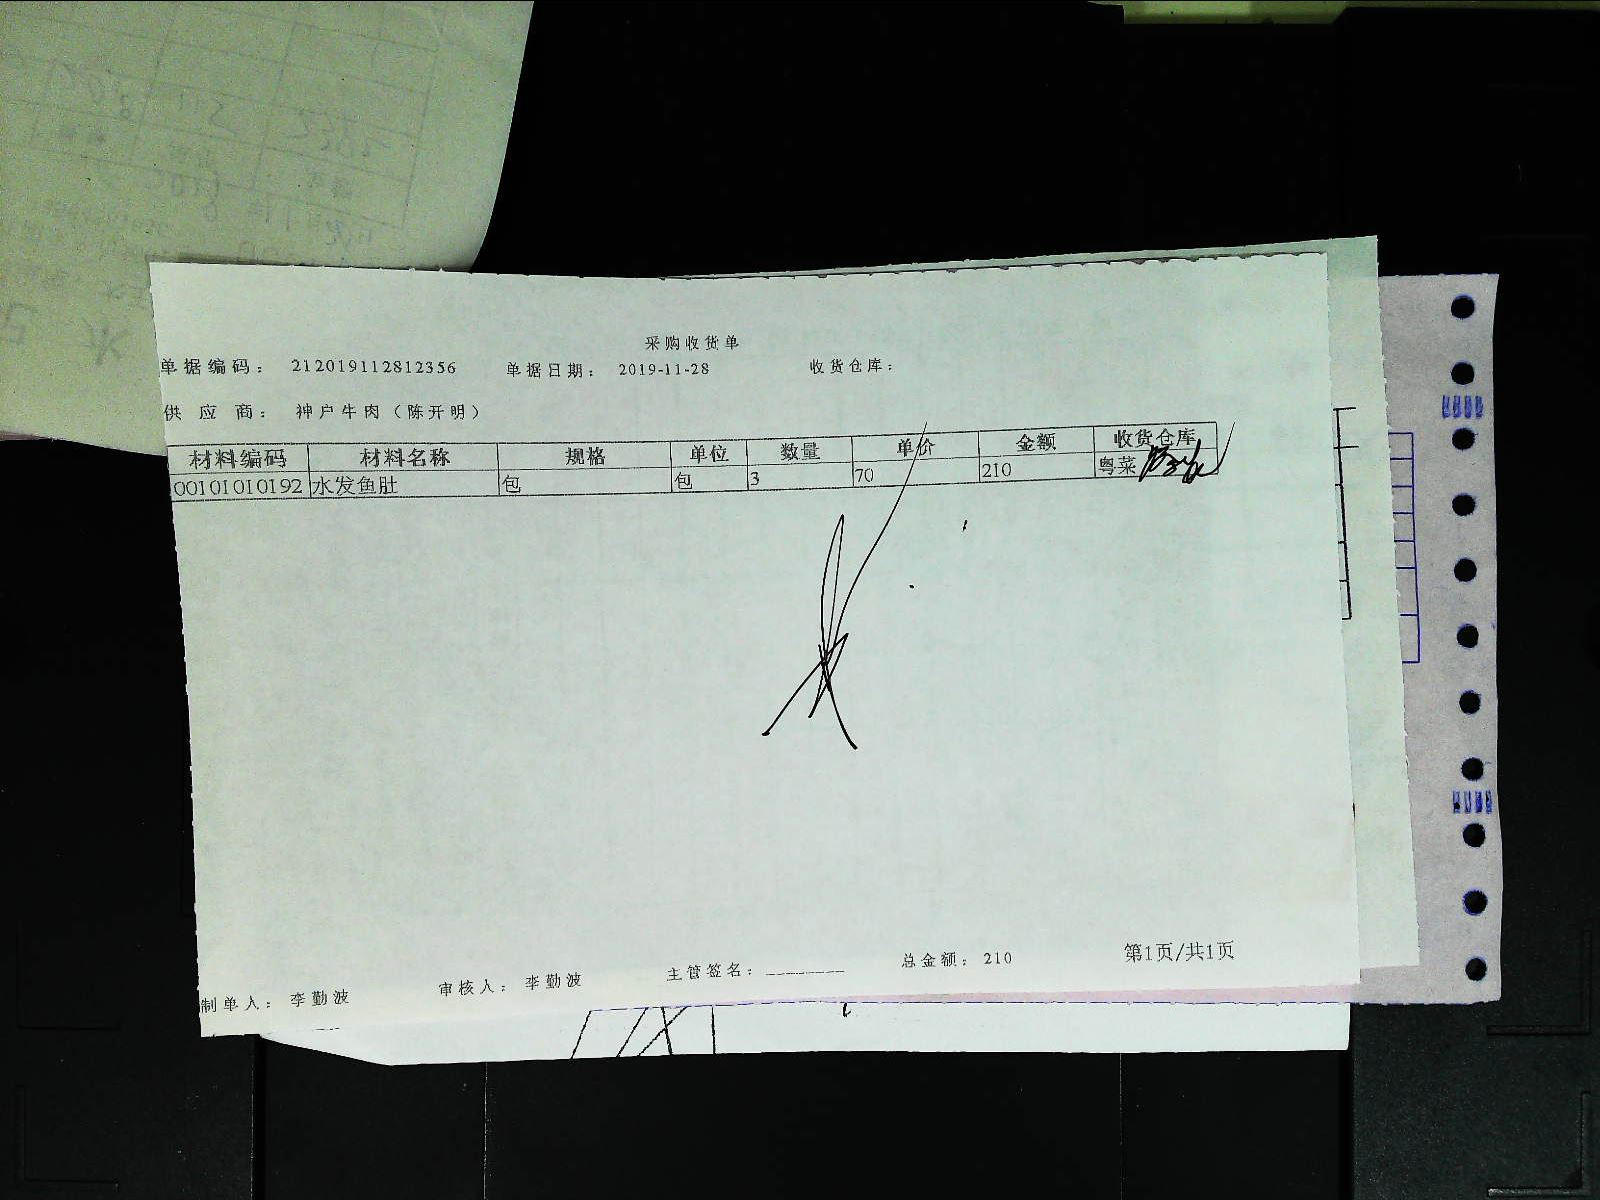 采购收货单
单据编码： 212019112812356 单据日期： 2019-11-28 收货仓库：
供应商： 神户牛肉（陈开明）
材料编码 材料名称 规格 单位 数量 单价 金额 收货仓库
00101010192 水发鱼肚 包 包 3 70 210 粤菜
制单人： 李勤波 审核人： 李勤波 主管签名：________ 总金额： 210 第1页/共1页